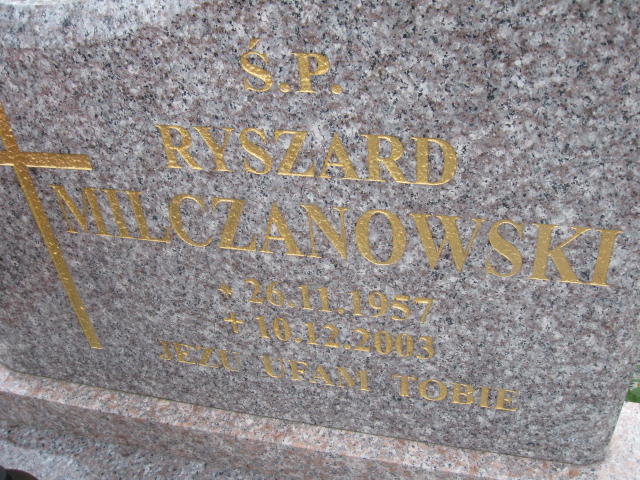 Ś.P.
RYSZARD
MILCZANOWSKI
* 26.11.1957
+ 10.12.2003
JEZU UFAM TOBIE